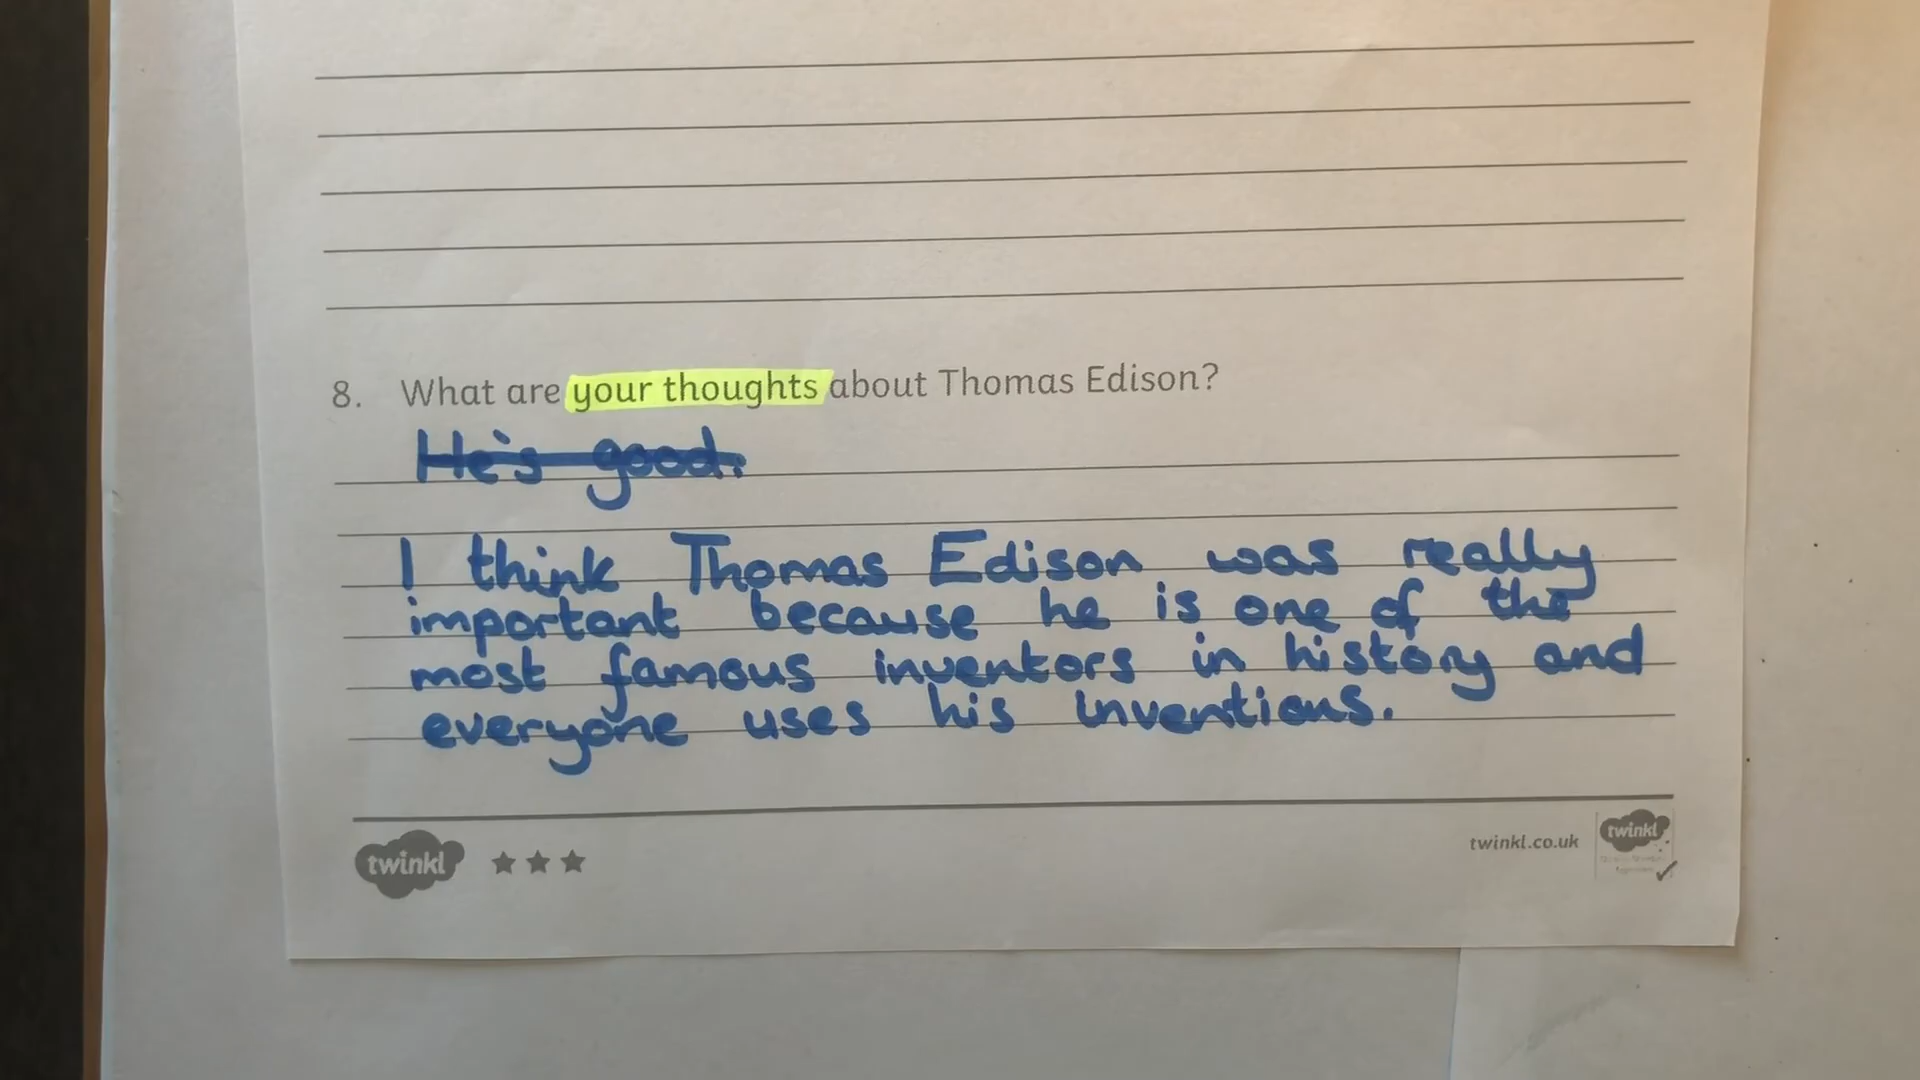 8. What are your thoughts about Thomas Edison?
He's good.
I think Thomas Edison was really
important because he is one of the
most famous inventors in history and
everyone uses his inventions.
twinkl
twinkl.co.uk
twinkl